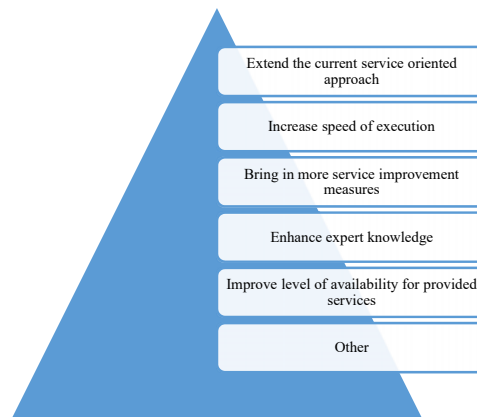 Extend the current service oriented
approach
Increase speed of execution
Bring in more service improvement
measures
Enhance expert knowledge
Improve level of availability for provided
services
Other